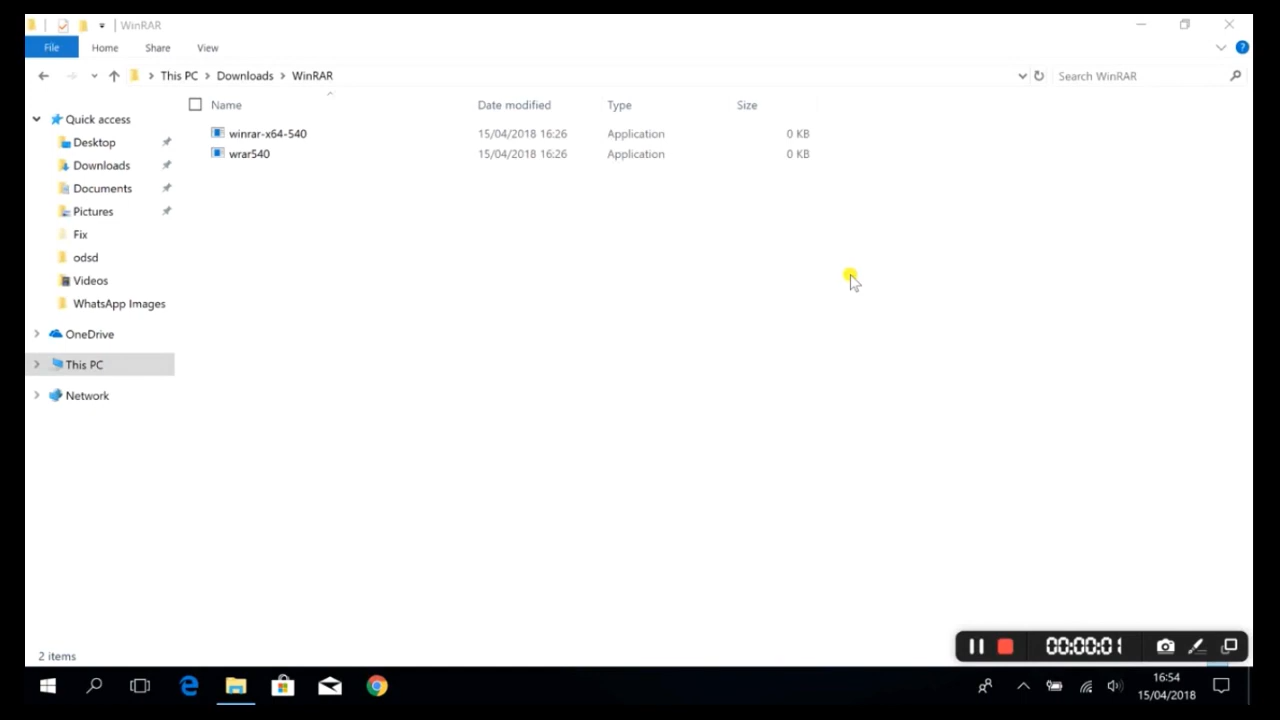 WinRAR
File Home Share View
This PC Downloads WinRAR
Search WinRAR
Name Date modified Type Size
winrar-x64-540 15/04/2018 16:26 Application 0 KB
wrar540 15/04/2018 16:26 Application 0 KB
Quick access
Desktop
Downloads
Documents
Pictures
Fix
odsd
Videos
WhatsApp Images
OneDrive
This PC
Network
2 items
00:00:01
16:54
15/04/2018